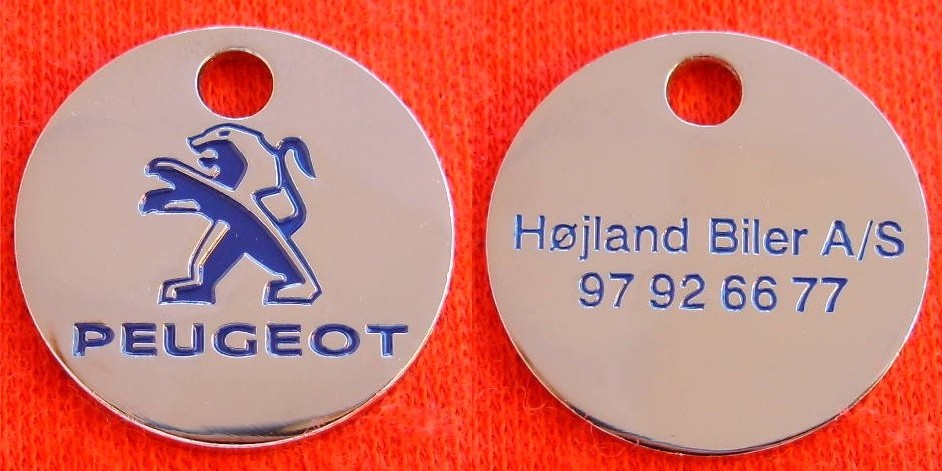 PEUGEOT
Højland Biler A/S
97 92 66 77